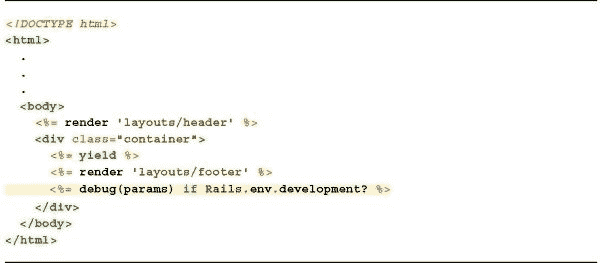 <!DOCTYPE html>
<html>
  .
  .
  .
  <body>
    <%= render 'layouts/header' %>
    <div class="container">
      <%= yield %>
      <%= render 'layouts/footer' %>
      <%= debug(params) if Rails.env.development? %>
    </div>
  </body>
</html>